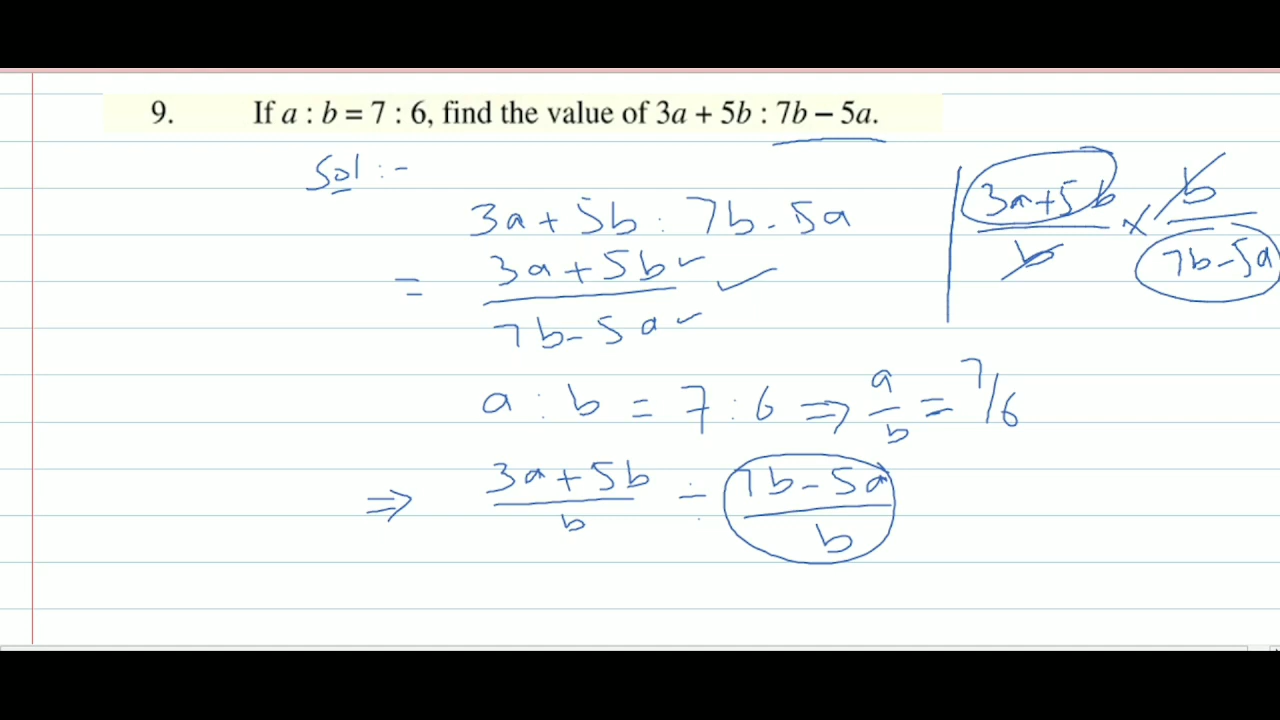 9. If a : b = 7 : 6, find the value of 3a + 5b : 7b − 5a.
Sol :-
3a + 5b : 7b - 5a
= (3a + 5b)/(7b - 5a)
a : b = 7 : 6 ⇒ a/b = 7/6
⇒ (3a + 5b)/b ÷ (7b - 5a)/b
(3a + 5b)/b × b/(7b - 5a)